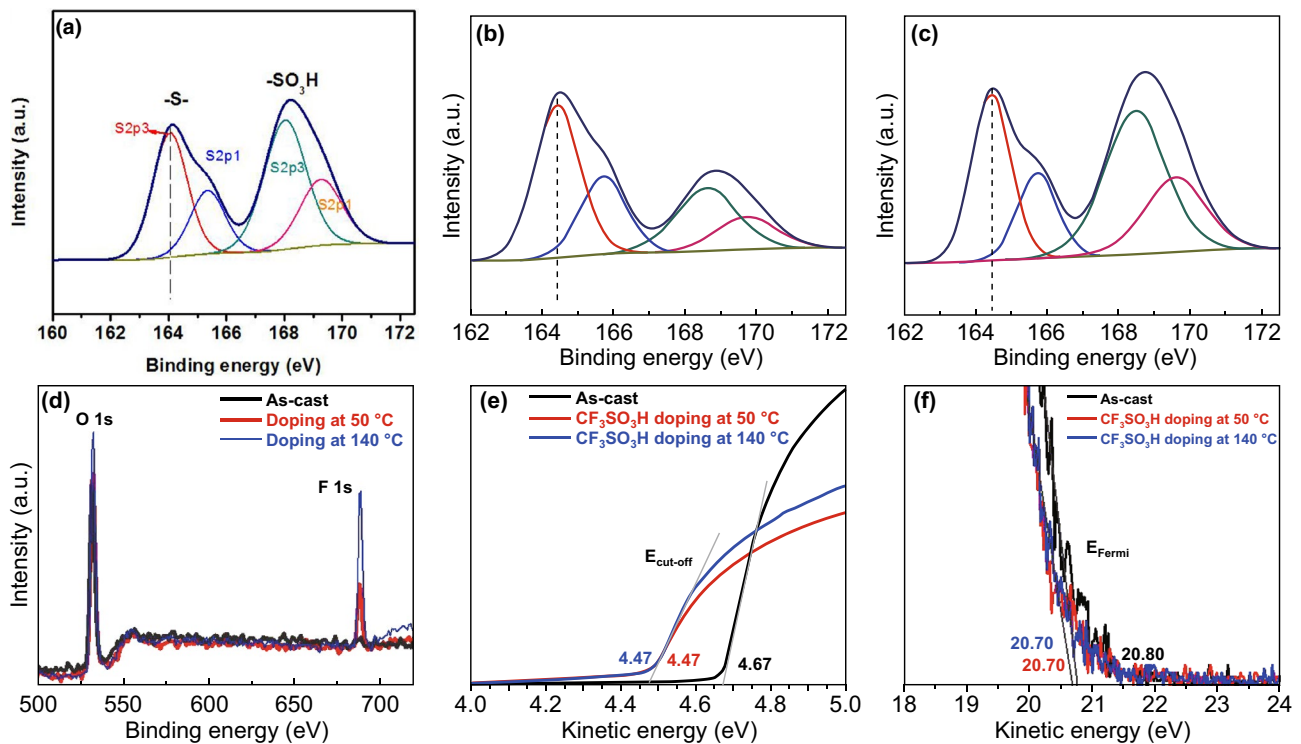 (a)
-S-
-SO₃H
S2p3
S2p1
S2p3
S2p1
Intensity (a.u.)
160 162 164 166 168 170 172
Binding energy (eV)
(b)
Intensity (a.u.)
162 164 166 168 170 172
Binding energy (eV)
(c)
Intensity (a.u.)
162 164 166 168 170 172
Binding energy (eV)
(d)
O 1s
As-cast
Doping at 50 °C
Doping at 140 °C
F 1s
Intensity (a.u.)
500 550 600 650 700
Binding energy (eV)
(e)
As-cast
CF₃SO₃H doping at 50 °C
CF₃SO₃H doping at 140 °C
E cut-off
4.47 4.47 4.67
4.0 4.2 4.4 4.6 4.8 5.0
Kinetic energy (eV)
(f)
As-cast
CF₃SO₃H doping at 50 °C
CF₃SO₃H doping at 140 °C
E Fermi
20.70
20.70
20.80
18 19 20 21 22 23 24
Kinetic energy (eV)